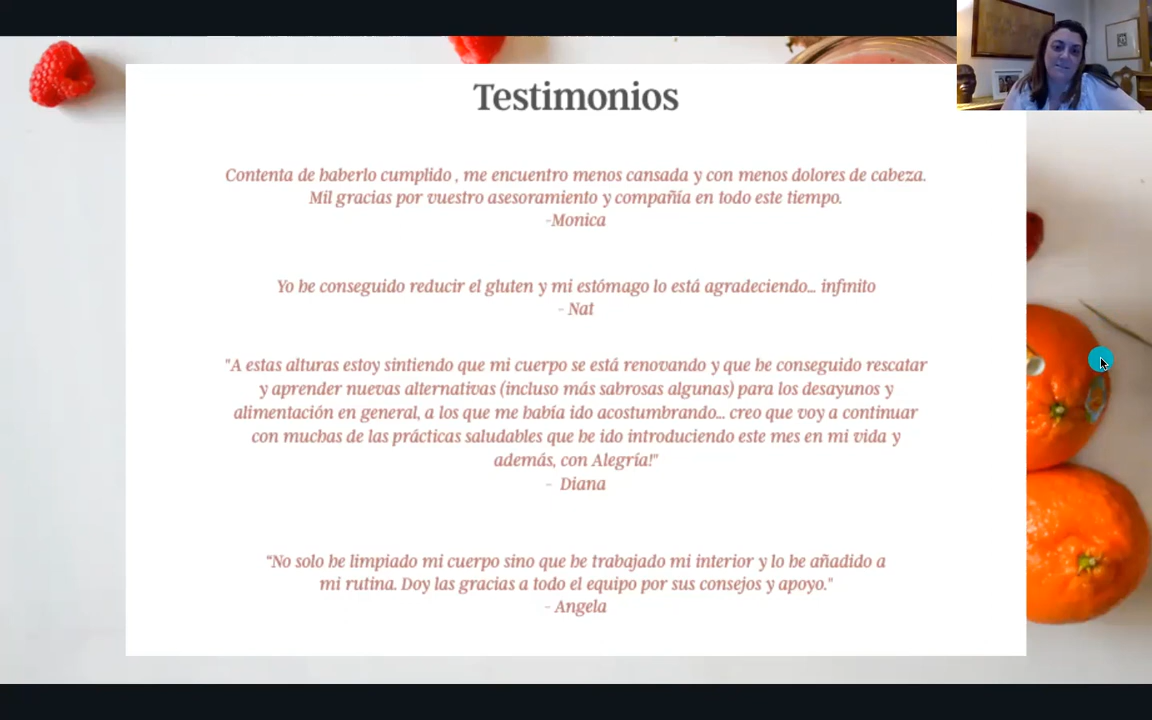 Testimonios
Contenta de haberlo cumplido , me encuentro menos cansada y con menos dolores de cabeza.
Mil gracias por vuestro asesoramiento y compañía en todo este tiempo.
-Monica
Yo he conseguido reducir el gluten y mi estómago lo está agradeciendo... infinito
- Nat
"A estas alturas estoy sintiendo que mi cuerpo se está renovando y que he conseguido rescatar
y aprender nuevas alternativas (incluso más sabrosas algunas) para los desayunos y
alimentación en general, a los que me había ido acostumbrando... creo que voy a continuar
con muchas de las prácticas saludables que he ido introduciendo este mes en mi vida y
además, con Alegría!"
- Diana
"No solo he limpiado mi cuerpo sino que he trabajado mi interior y lo he añadido a
mi rutina. Doy las gracias a todo el equipo por sus consejos y apoyo."
- Angela